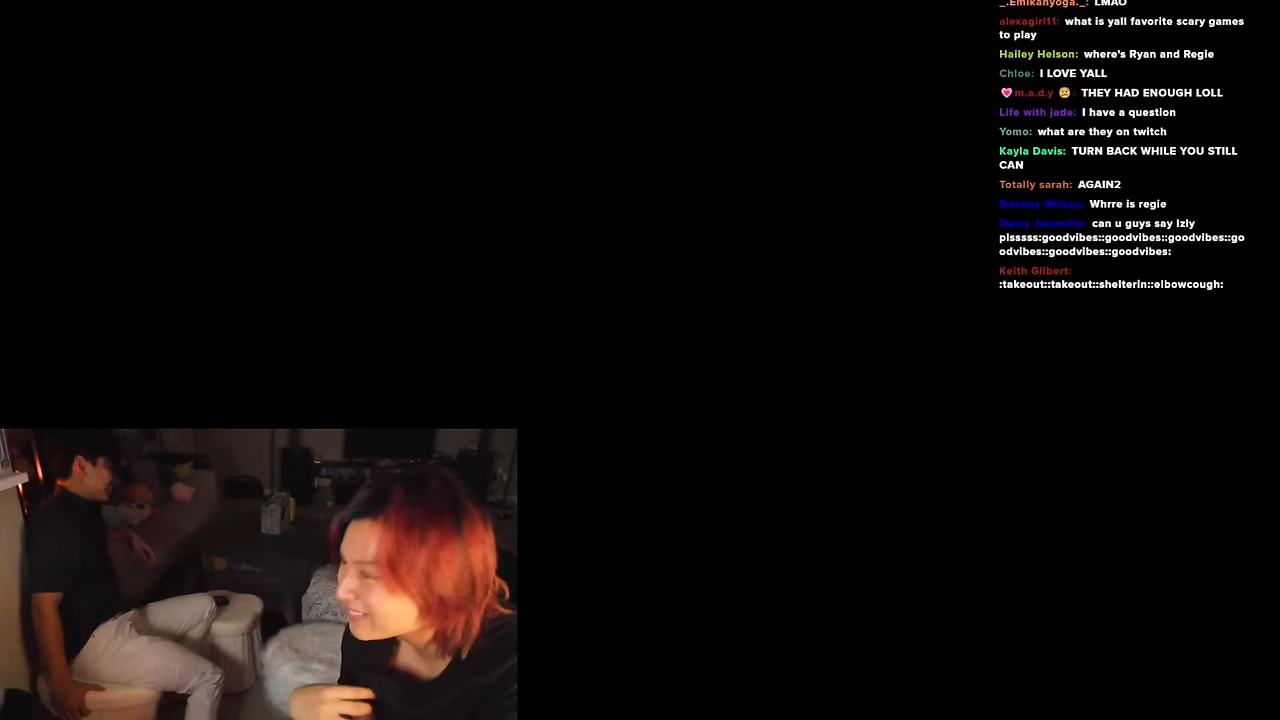 _.Emikanyoga._: LMAO
alexagirl11: what is yall favorite scary games
to play
Hailey Helson: where's Ryan and Regie
Chloe: I LOVE YALL
💗m.a.d.y 🥺: THEY HAD ENOUGH LOLL
Life with jade: I have a question
Yomo: what are they on twitch
Kayla Davis: TURN BACK WHILE YOU STILL
CAN
Totally sarah: AGAIN2
Destiny Wilson: Whrre is regie
Deicy Jaramillo: can u guys say Izly
plsssss:goodvibes::goodvibes::goodvibes::go
odvibes::goodvibes::goodvibes:
Keith Gilbert:
:takeout::takeout::shelterin::elbowcough: